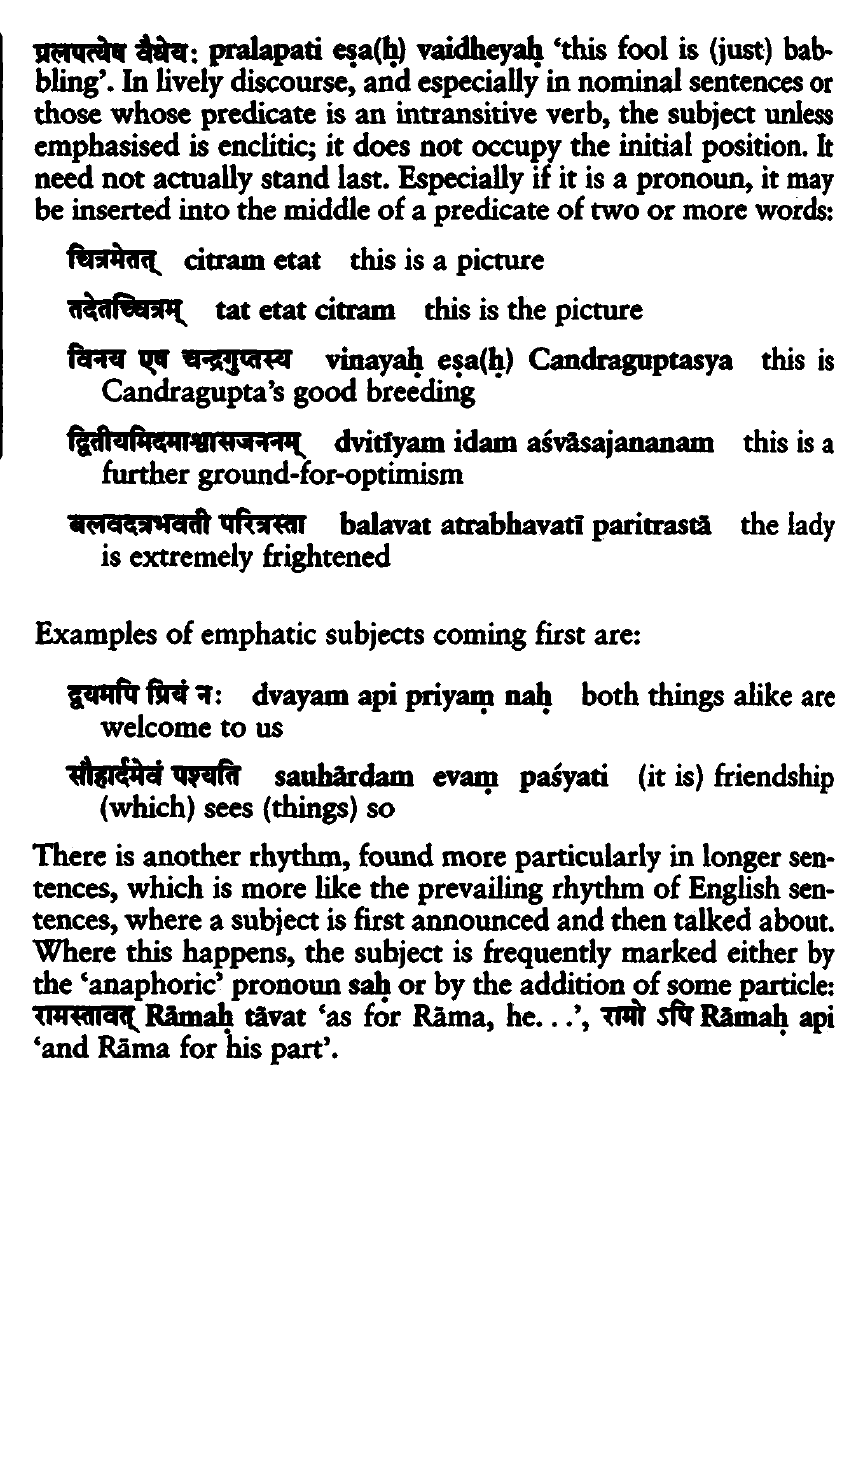 प्रलपत्येष वैधेय: pralapati eṣa(ḥ) vaidheyaḥ ‘this fool is (just) bab-
bling’. In lively discourse, and especially in nominal sentences or
those whose predicate is an intransitive verb, the subject unless
emphasised is enclitic; it does not occupy the initial position. It
need not actually stand last. Especially if it is a pronoun, it may
be inserted into the middle of a predicate of two or more words:
चित्रमेतत् citram etat this is a picture
तदेतच्चित्रम् tat etat citram this is the picture
विनय एष चन्द्रगुप्तस्य vinayaḥ eṣa(ḥ) Candraguptasya this is
Candragupta’s good breeding
द्वितीयमिदमाश्वासजननम् dvitīyam idam aśvāsajananam this is a
further ground-for-optimism
बलवदत्रभवती परित्रस्ता balavat atrabhavatī paritrastā the lady
is extremely frightened
Examples of emphatic subjects coming first are:
द्वयमपि प्रियं न: dvayam api priyaṃ naḥ both things alike are
welcome to us
सौहार्दमेवं पश्यति sauhārdam evaṃ paśyati (it is) friendship
(which) sees (things) so
There is another rhythm, found more particularly in longer sen-
tences, which is more like the prevailing rhythm of English sen-
tences, where a subject is first announced and then talked about.
Where this happens, the subject is frequently marked either by
the ‘anaphoric’ pronoun saḥ or by the addition of some particle:
रामस्तावत् Rāmaḥ tāvat ‘as for Rāma, he. . .’, रामो ऽपि Rāmaḥ api
‘and Rāma for his part’.